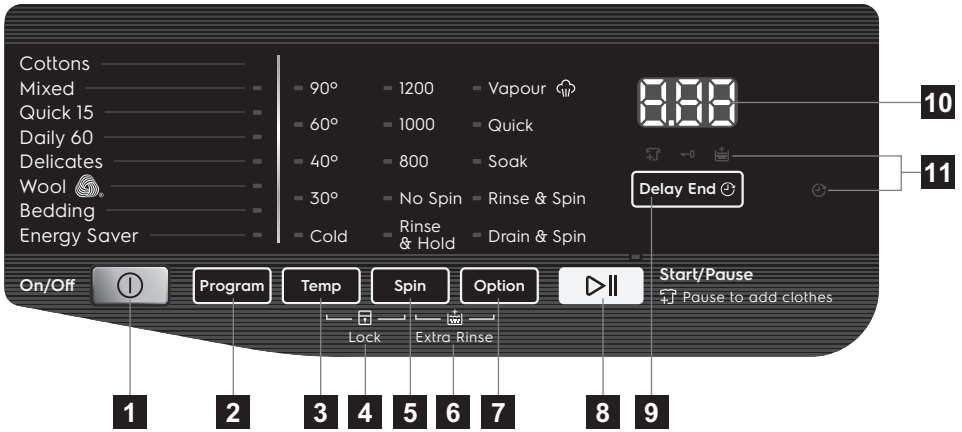 Cottons
Mixed
Quick 15
Daily 60
Delicates
Wool
Bedding
Energy Saver
90°
60°
40°
30°
Cold
1200
1000
800
No Spin
Rinse
& Hold
Vapour
Quick
Soak
Rinse & Spin
Drain & Spin
8.88
10
11
Delay End
On/Off
Program
Temp
Spin
Option
Start/Pause
Pause to add clothes
Lock
Extra Rinse
1
2
3
4
5
6
7
8
9